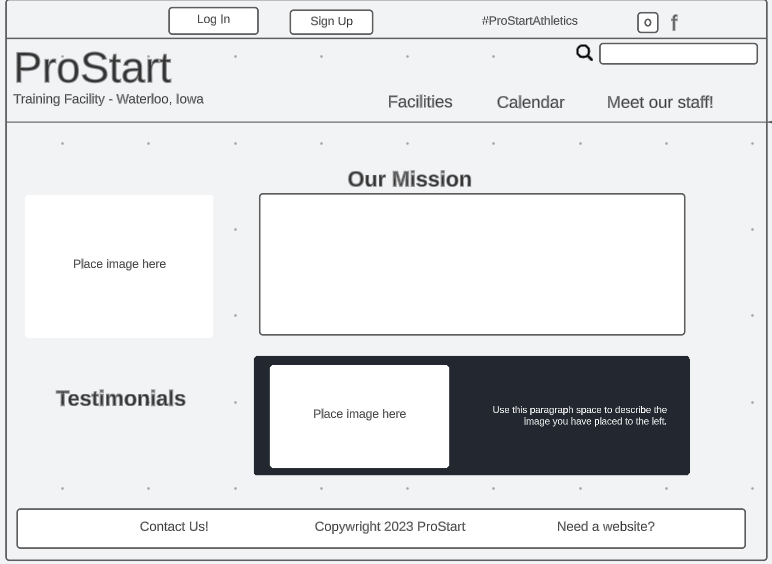 Log In
Sign Up
#ProStartAthletics
ProStart
Training Facility - Waterloo, Iowa
Facilities
Calendar
Meet our staff!
Our Mission
Place image here
Testimonials
Place image here
Use this paragraph space to describe the
image you have placed to the left.
Contact Us!
Copywright 2023 ProStart
Need a website?